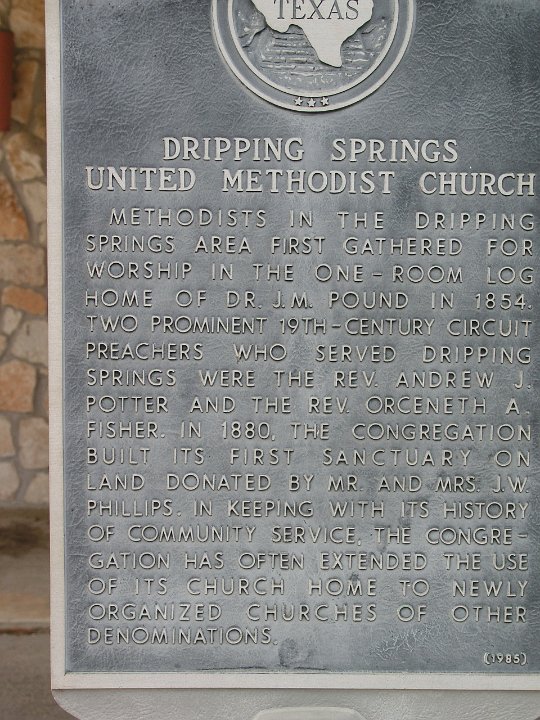 TEXAS
DRIPPING SPRINGS
UNITED METHODIST CHURCH
METHODISTS IN THE DRIPPING
SPRINGS AREA FIRST GATHERED FOR
WORSHIP IN THE ONE-ROOM LOG
HOME OF DR. J.M. POUND IN 1854.
TWO PROMINENT 19TH-CENTURY CIRCUIT
PREACHERS WHO SERVED DRIPPING
SPRINGS WERE THE REV. ANDREW J.
POTTER AND THE REV. ORCENETH A.
FISHER. IN 1880, THE CONGREGATION
BUILT ITS FIRST SANCTUARY ON
LAND DONATED BY MR. AND MRS. J.W.
PHILLIPS. IN KEEPING WITH ITS HISTORY
OF COMMUNITY SERVICE, THE CONGRE-
GATION HAS OFTEN EXTENDED THE USE
OF ITS CHURCH HOME TO NEWLY
ORGANIZED CHURCHES OF OTHER
DENOMINATIONS.
(1985)